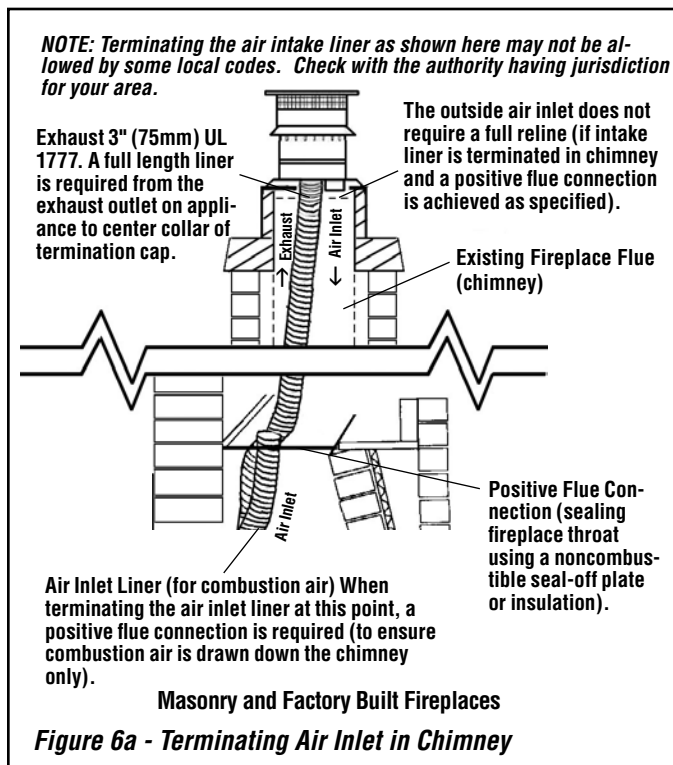 NOTE: Terminating the air intake liner as shown here may not be al-
lowed by some local codes. Check with the authority having jurisdiction
for your area.
Exhaust 3" (75mm) UL
1777. A full length liner
is required from the
exhaust outlet on appli-
ance to center collar of
termination cap.
The outside air inlet does not
require a full reline (if intake
liner is terminated in chimney
and a positive flue connection
is achieved as specified).
Exhaust
Air Inlet
Existing Fireplace Flue
(chimney)
Air Inlet
Positive Flue Con-
nection (sealing
fireplace throat
using a noncombus-
tible seal-off plate
or insulation).
Air Inlet Liner (for combustion air) When
terminating the air inlet liner at this point, a
positive flue connection is required (to ensure
combustion air is drawn down the chimney
only).
Masonry and Factory Built Fireplaces
Figure 6a - Terminating Air Inlet in Chimney